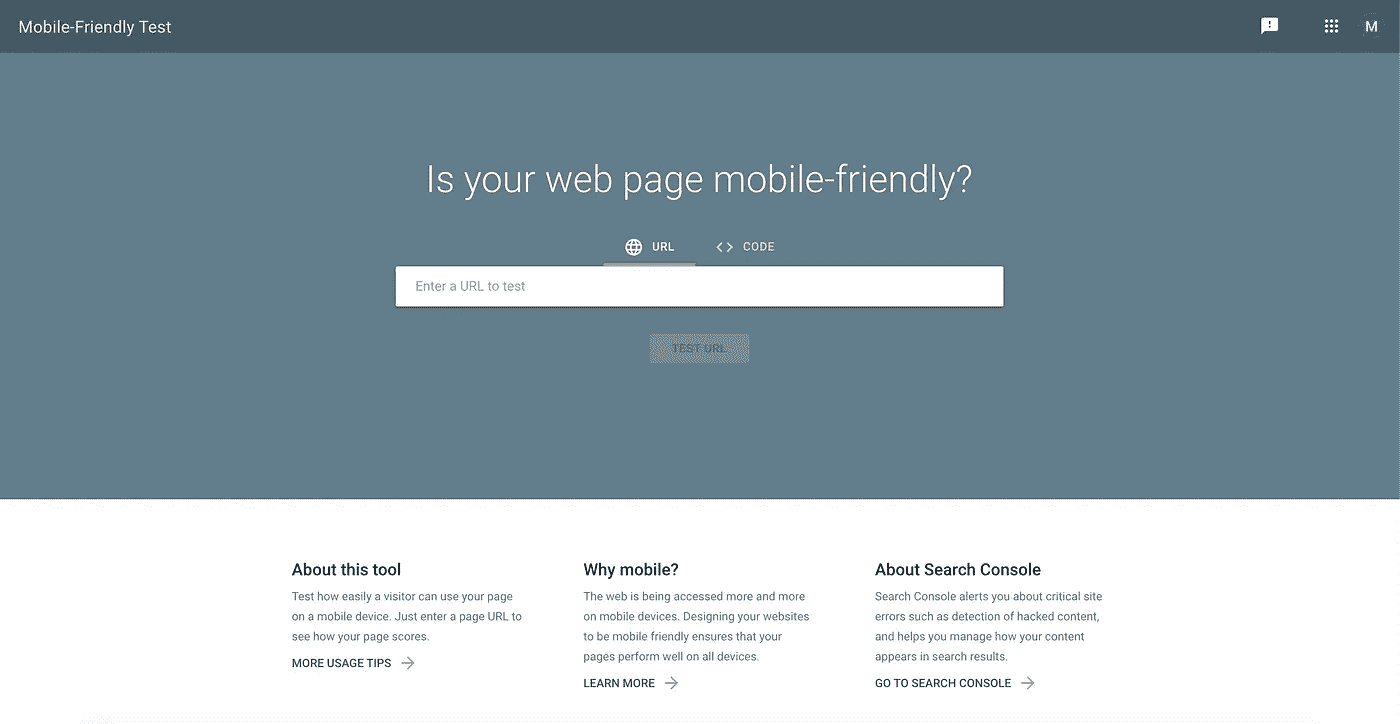 Mobile-Friendly Test
M
Is your web page mobile-friendly?
URL
CODE
Enter a URL to test
TEST URL
About this tool
Test how easily a visitor can use your page
on a mobile device. Just enter a page URL to
see how your page scores.
MORE USAGE TIPS
Why mobile?
The web is being accessed more and more
on mobile devices. Designing your websites
to be mobile friendly ensures that your
pages perform well on all devices.
LEARN MORE
About Search Console
Search Console alerts you about critical site
errors such as detection of hacked content,
and helps you manage how your content
appears in search results.
GO TO SEARCH CONSOLE